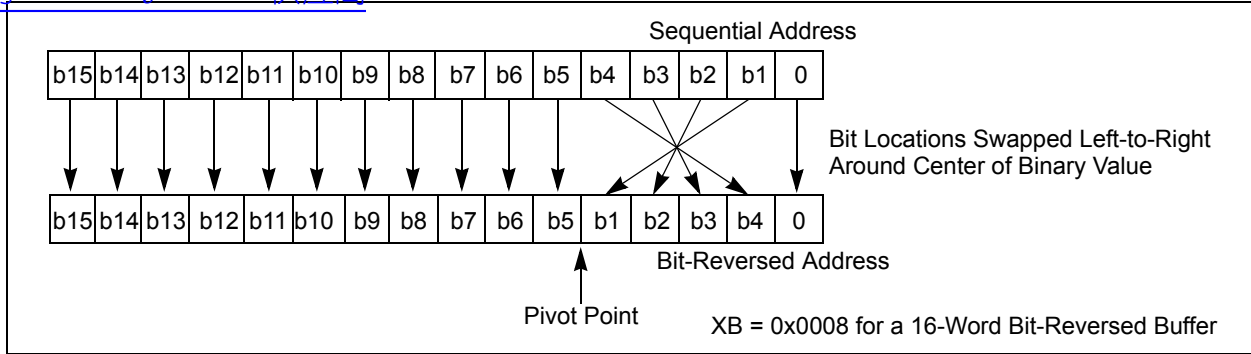 Sequential Address
b15 b14 b13 b12 b11 b10 b9 b8 b7 b6 b5 b4 b3 b2 b1 0
Bit Locations Swapped Left-to-Right
Around Center of Binary Value
b15 b14 b13 b12 b11 b10 b9 b8 b7 b6 b5 b1 b2 b3 b4 0
Bit-Reversed Address
Pivot Point
XB = 0x0008 for a 16-Word Bit-Reversed Buffer